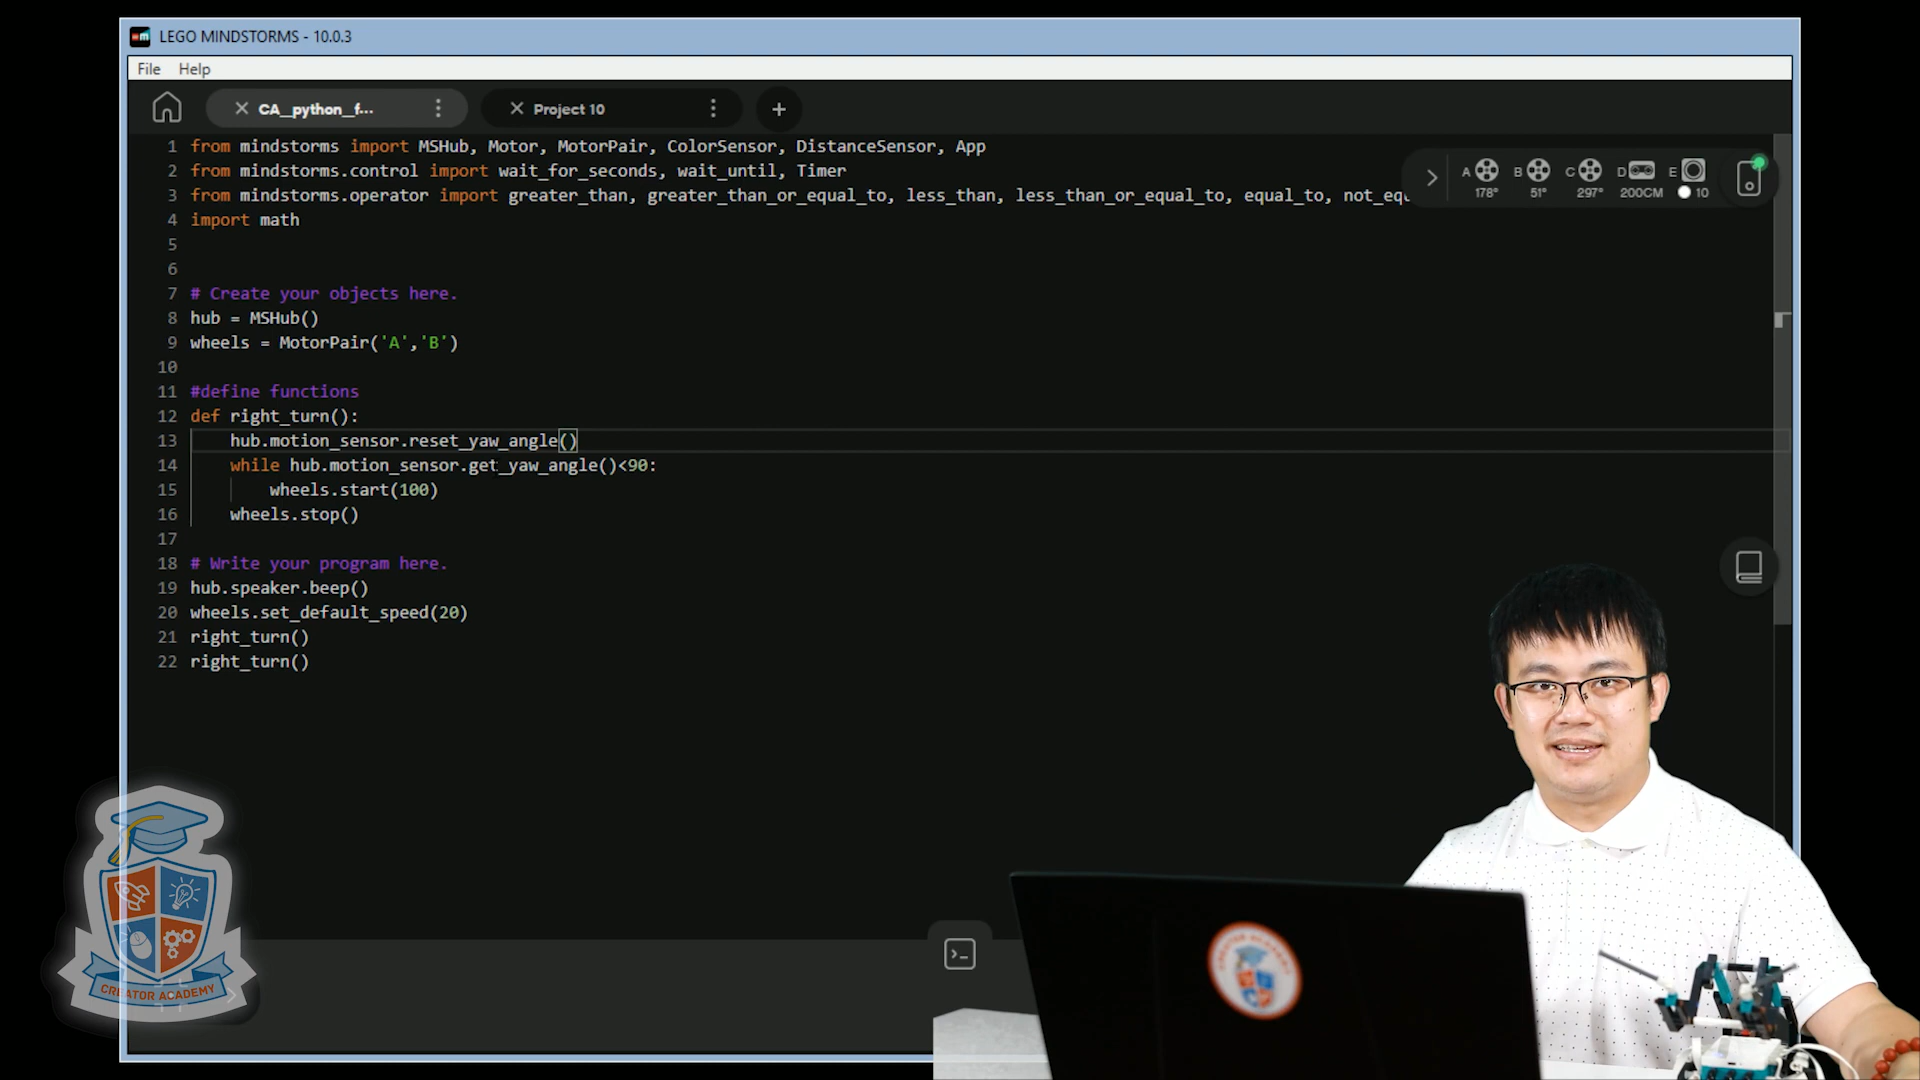 LEGO MINDSTORMS - 10.0.3
File Help
CA_python_f... Project 10
1 from mindstorms import MSHub, Motor, MotorPair, ColorSensor, DistanceSensor, App
2 from mindstorms.control import wait_for_seconds, wait_until, Timer
3 from mindstorms.operator import greater_than, greater_than_or_equal_to, less_than, less_than_or_equal_to, equal_to, not_equ
4 import math
5
6
7 # Create your objects here.
8 hub = MSHub()
9 wheels = MotorPair('A','B')
10
11 #define functions
12 def right_turn():
13 hub.motion_sensor.reset_yaw_angle()
14 while hub.motion_sensor.get_yaw_angle()<90:
15 wheels.start(100)
16 wheels.stop()
17
18 # Write your program here.
19 hub.speaker.beep()
20 wheels.set_default_speed(20)
21 right_turn()
22 right_turn()
A B C D E
178° 51° 297° 200CM 10
CREATOR ACADEMY
CREATOR ACADEMY